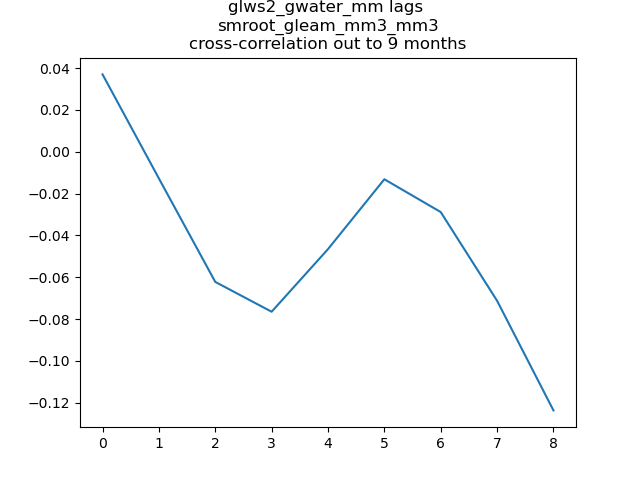 glws2_gwater_mm lags
smroot_gleam_mm3_mm3
cross-correlation out to 9 months
0.04
0.02
0.00
−0.02
−0.04
−0.06
−0.08
−0.10
−0.12
0 1 2 3 4 5 6 7 8